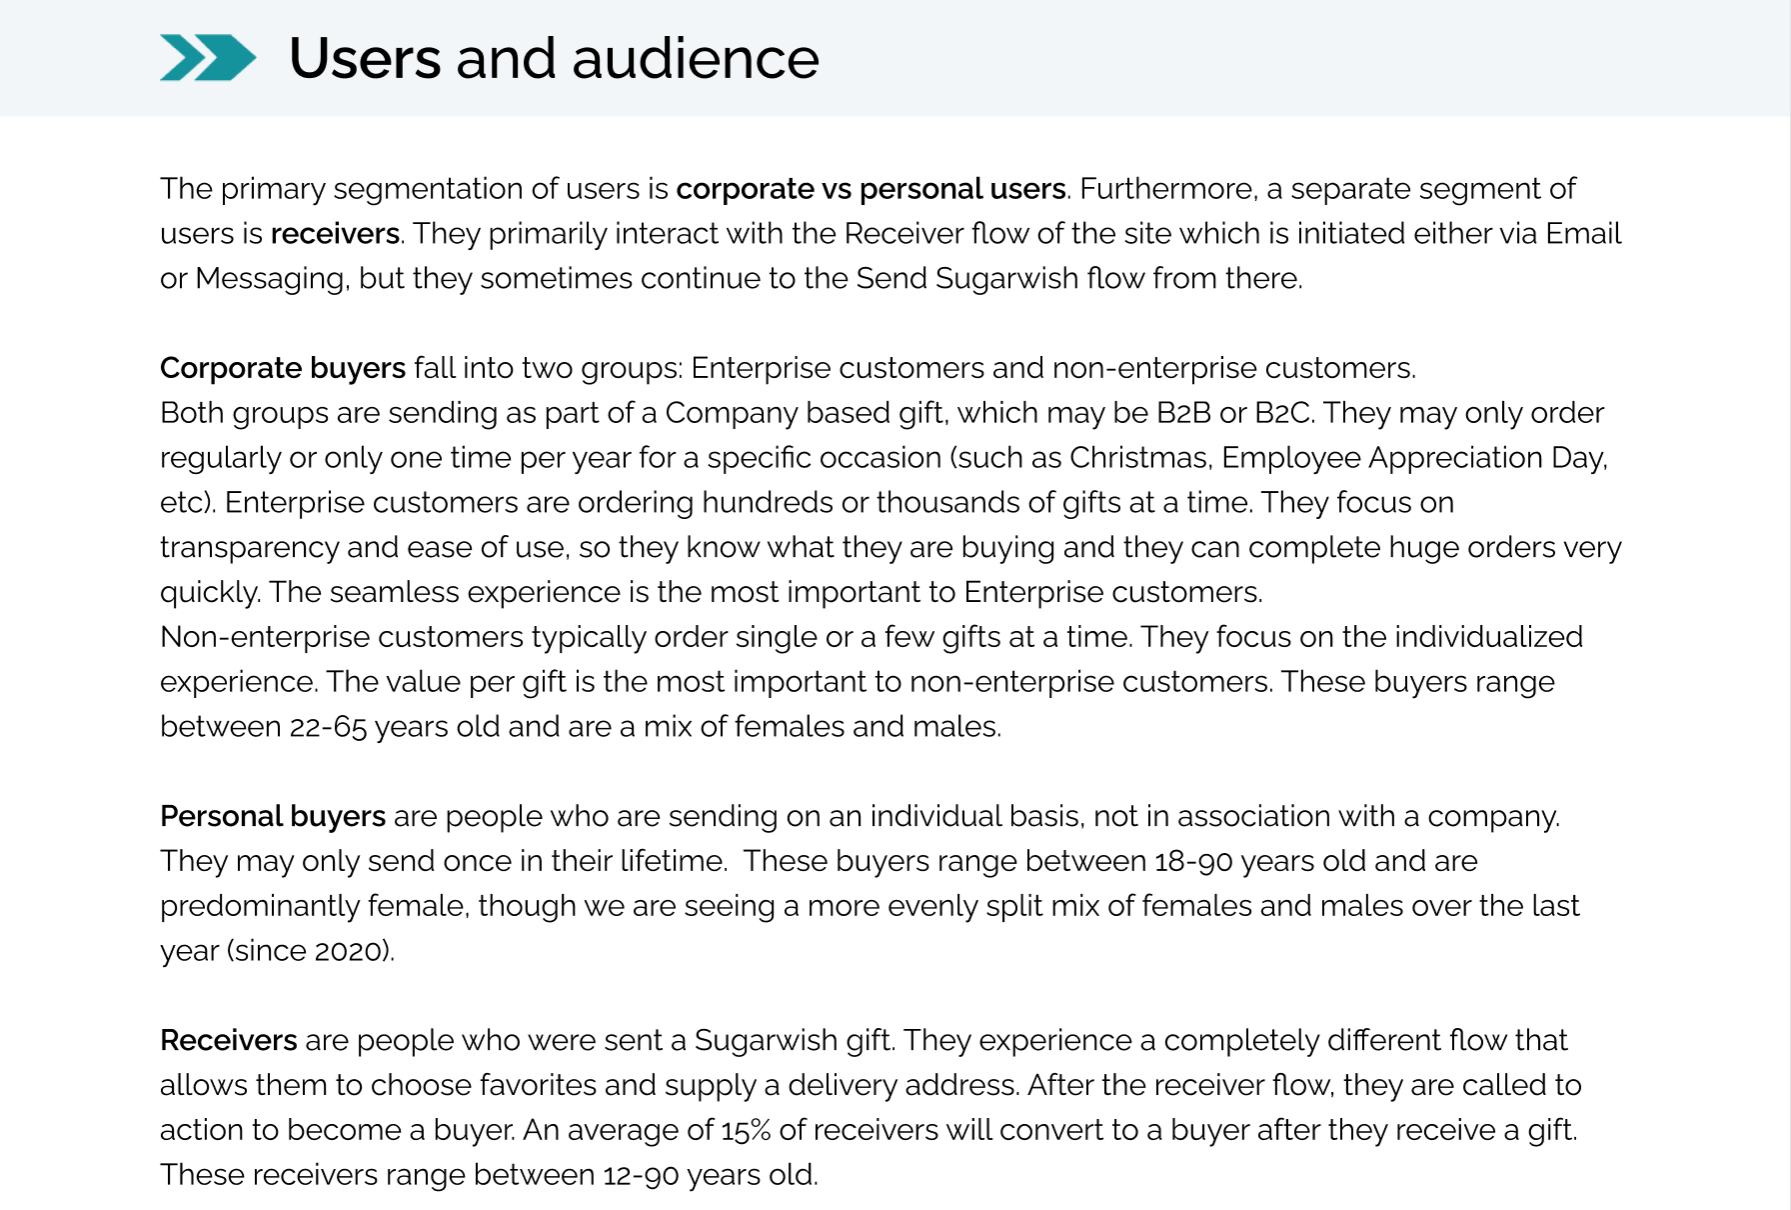 Users and audience
The primary segmentation of users is corporate vs personal users. Furthermore, a separate segment of
users is receivers. They primarily interact with the Receiver flow of the site which is initiated either via Email
or Messaging, but they sometimes continue to the Send Sugarwish flow from there.
Corporate buyers fall into two groups: Enterprise customers and non-enterprise customers.
Both groups are sending as part of a Company based gift, which may be B2B or B2C. They may only order
regularly or only one time per year for a specific occasion (such as Christmas, Employee Appreciation Day,
etc). Enterprise customers are ordering hundreds or thousands of gifts at a time. They focus on
transparency and ease of use, so they know what they are buying and they can complete huge orders very
quickly. The seamless experience is the most important to Enterprise customers.
Non-enterprise customers typically order single or a few gifts at a time. They focus on the individualized
experience. The value per gift is the most important to non-enterprise customers. These buyers range
between 22-65 years old and are a mix of females and males.
Personal buyers are people who are sending on an individual basis, not in association with a company.
They may only send once in their lifetime.  These buyers range between 18-90 years old and are
predominantly female, though we are seeing a more evenly split mix of females and males over the last
year (since 2020).
Receivers are people who were sent a Sugarwish gift. They experience a completely different flow that
allows them to choose favorites and supply a delivery address. After the receiver flow, they are called to
action to become a buyer. An average of 15% of receivers will convert to a buyer after they receive a gift.
These receivers range between 12-90 years old.